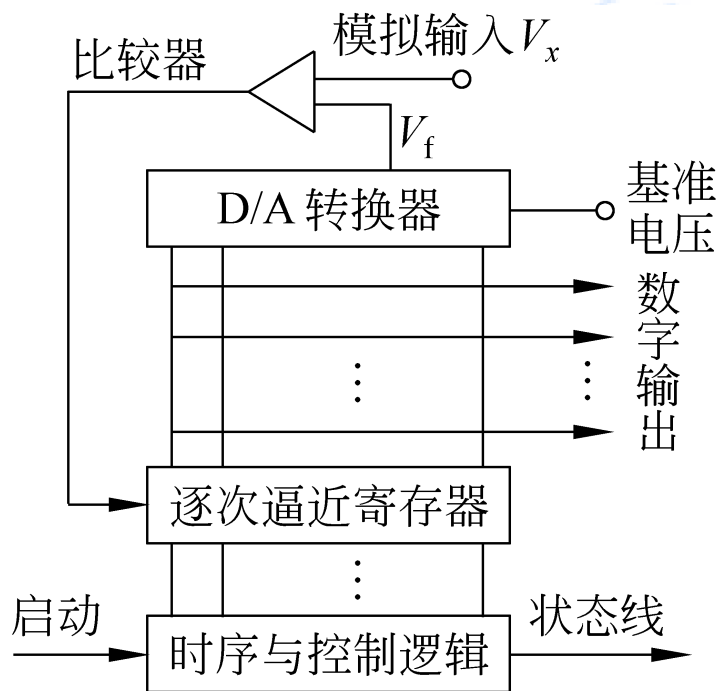 模拟输入Vx
比较器
Vf
D/A 转换器
基准
电压
数
字
输
出
逐次逼近寄存器
启动
时序与控制逻辑
状态线